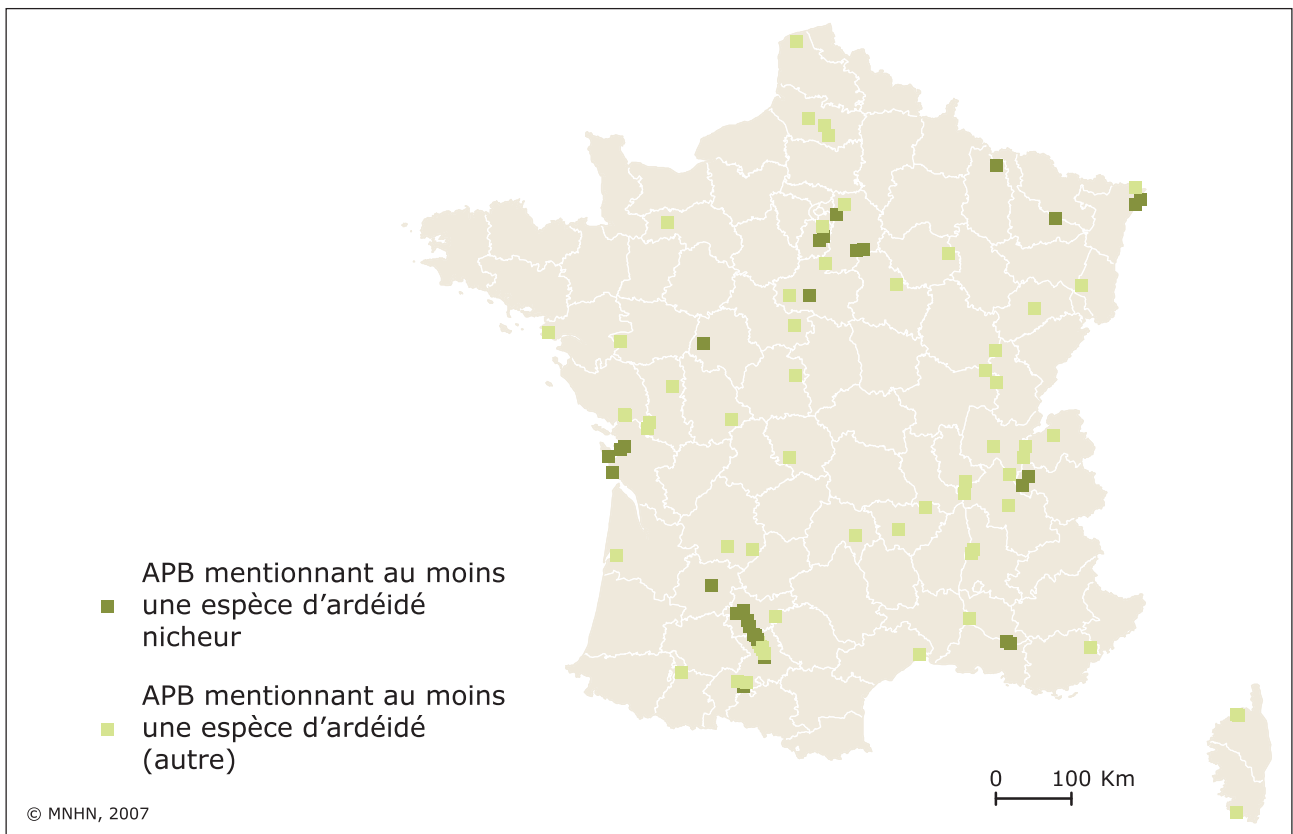 APB mentionnant au moins
une espèce d’ardéidé
nicheur
APB mentionnant au moins
une espèce d’ardéidé
(autre)
0 100 Km
© MNHN, 2007